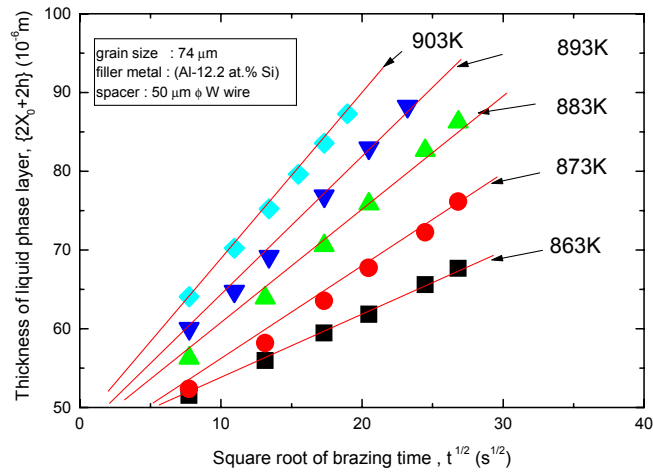 100
90
80
70
60
50
0
10
20
30
40
Thickness of liquid phase layer, {2X₀+2h} (10⁻⁶m)
Square root of brazing time , t^1/2 (s^1/2)
grain size : 74 μm
filler metal : (Al-12.2 at.% Si)
spacer : 50 μm ϕ W wire
903K
893K
883K
873K
863K